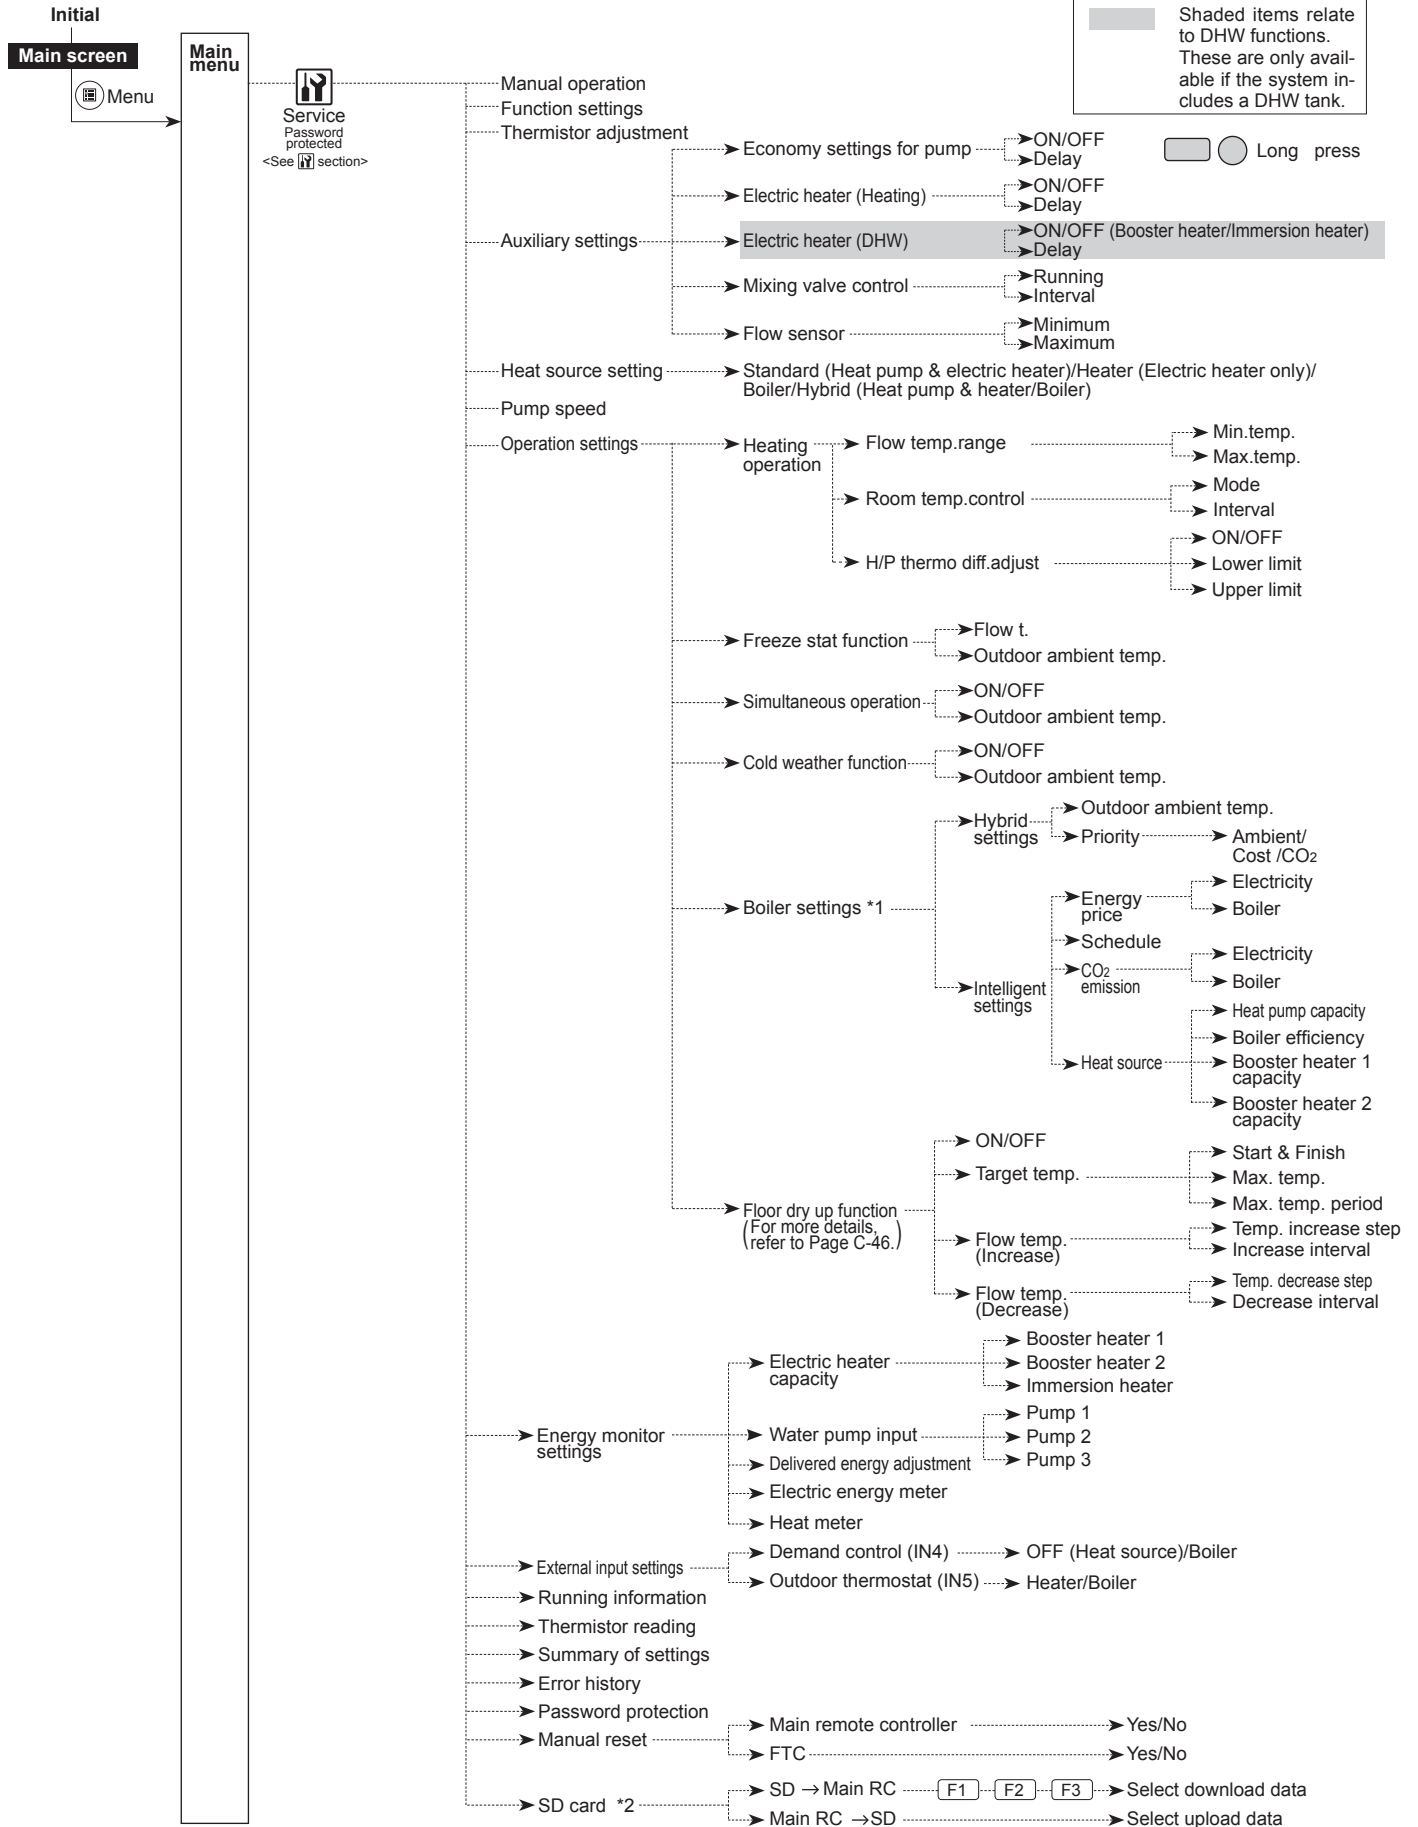 Initial
Main screen
Menu
Main
menu
Service
Password
protected
<See section>
Shaded items relate
to DHW functions.
These are only avail-
able if the system in-
cludes a DHW tank.
Long press
Manual operation
Function settings
Thermistor adjustment
Auxiliary settings
Economy settings for pump
ON/OFF
Delay
Electric heater (Heating)
ON/OFF
Delay
Electric heater (DHW)
ON/OFF (Booster heater/Immersion heater)
Delay
Mixing valve control
Running
Interval
Flow sensor
Minimum
Maximum
Heat source setting
Standard (Heat pump & electric heater)/Heater (Electric heater only)/
Boiler/Hybrid (Heat pump & heater/Boiler)
Pump speed
Operation settings
Heating
operation
Flow temp.range
Min.temp.
Max.temp.
Room temp.control
Mode
Interval
H/P thermo diff.adjust
ON/OFF
Lower limit
Upper limit
Freeze stat function
Flow t.
Outdoor ambient temp.
Simultaneous operation
ON/OFF
Outdoor ambient temp.
Cold weather function
ON/OFF
Outdoor ambient temp.
Boiler settings *1
Hybrid
settings
Outdoor ambient temp.
Priority
Ambient/
Cost /CO2
Intelligent
settings
Energy
price
Electricity
Boiler
Schedule
CO2
emission
Electricity
Boiler
Heat source
Heat pump capacity
Boiler efficiency
Booster heater 1
capacity
Booster heater 2
capacity
Floor dry up function
(For more details,
refer to Page C-46.)
ON/OFF
Target temp.
Start & Finish
Max. temp.
Max. temp. period
Flow temp.
(Increase)
Temp. increase step
Increase interval
Flow temp.
(Decrease)
Temp. decrease step
Decrease interval
Energy monitor
settings
Electric heater
capacity
Booster heater 1
Booster heater 2
Immersion heater
Water pump input
Pump 1
Pump 2
Pump 3
Delivered energy adjustment
Electric energy meter
Heat meter
External input settings
Demand control (IN4)
OFF (Heat source)/Boiler
Outdoor thermostat (IN5)
Heater/Boiler
Running information
Thermistor reading
Summary of settings
Error history
Password protection
Manual reset
Main remote controller
Yes/No
FTC
Yes/No
SD card *2
SD → Main RC
F1
F2
F3
Select download data
Main RC → SD
Select upload data